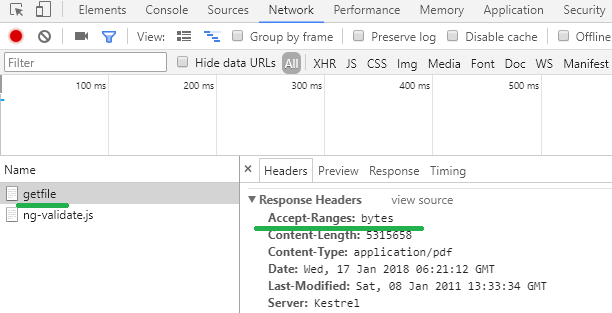 Elements Console Sources Network Performance Memory Application Security
View: Group by frame Preserve log Disable cache Offline
Filter Hide data URLs All XHR JS CSS Img Media Font Doc WS Manifest
100 ms 200 ms 300 ms 400 ms 500 ms
Name
getfile
ng-validate.js
× Headers Preview Response Timing
▼ Response Headers view source
Accept-Ranges: bytes
Content-Length: 5315658
Content-Type: application/pdf
Date: Wed, 17 Jan 2018 06:21:12 GMT
Last-Modified: Sat, 08 Jan 2011 13:33:34 GMT
Server: Kestrel